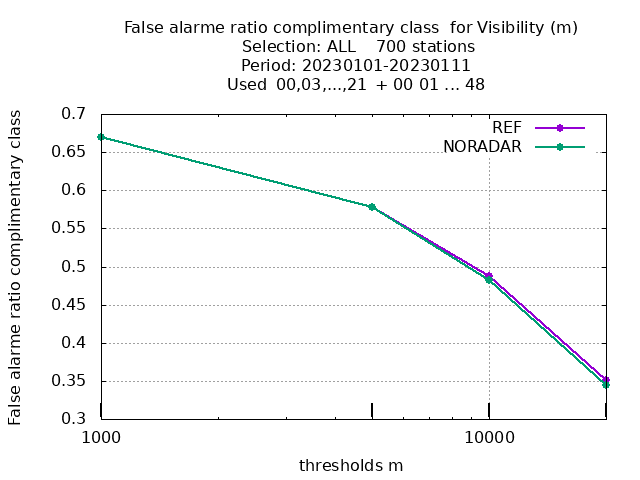 False alarme ratio complimentary class  for Visibility (m)
Selection: ALL    700 stations
Period: 20230101-20230111
Used  00,03,...,21  + 00 01 ... 48
False alarme ratio complimentary class
0.7
0.65
0.6
0.55
0.5
0.45
0.4
0.35
0.3
REF
NORADAR
1000
10000
thresholds m